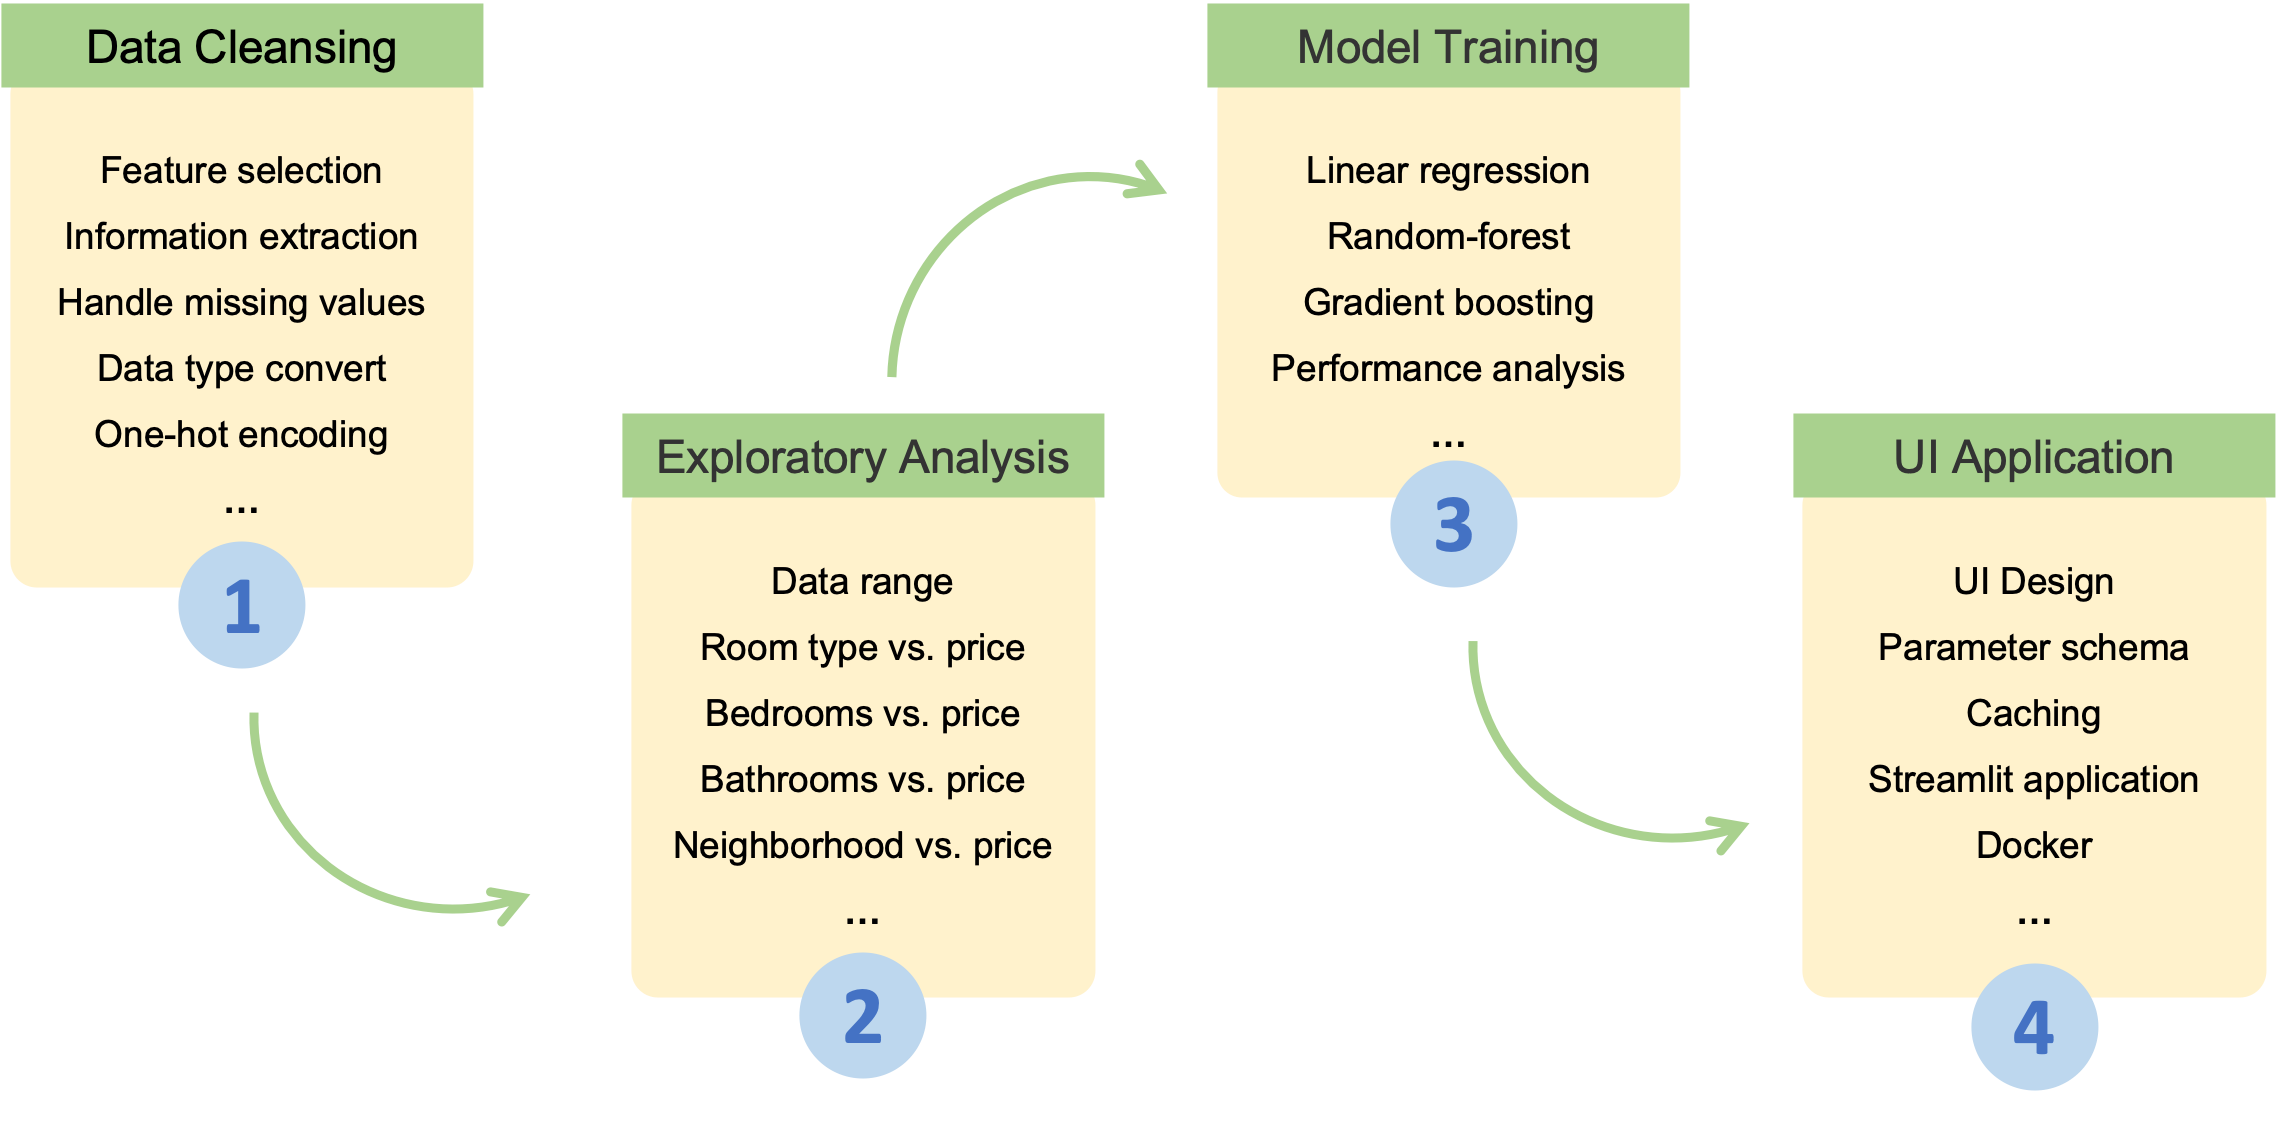 Data Cleansing
Feature selection
Information extraction
Handle missing values
Data type convert
One-hot encoding
...
1
Exploratory Analysis
Data range
Room type vs. price
Bedrooms vs. price
Bathrooms vs. price
Neighborhood vs. price
...
2
Model Training
Linear regression
Random-forest
Gradient boosting
Performance analysis
...
3
UI Application
UI Design
Parameter schema
Caching
Streamlit application
Docker
...
4